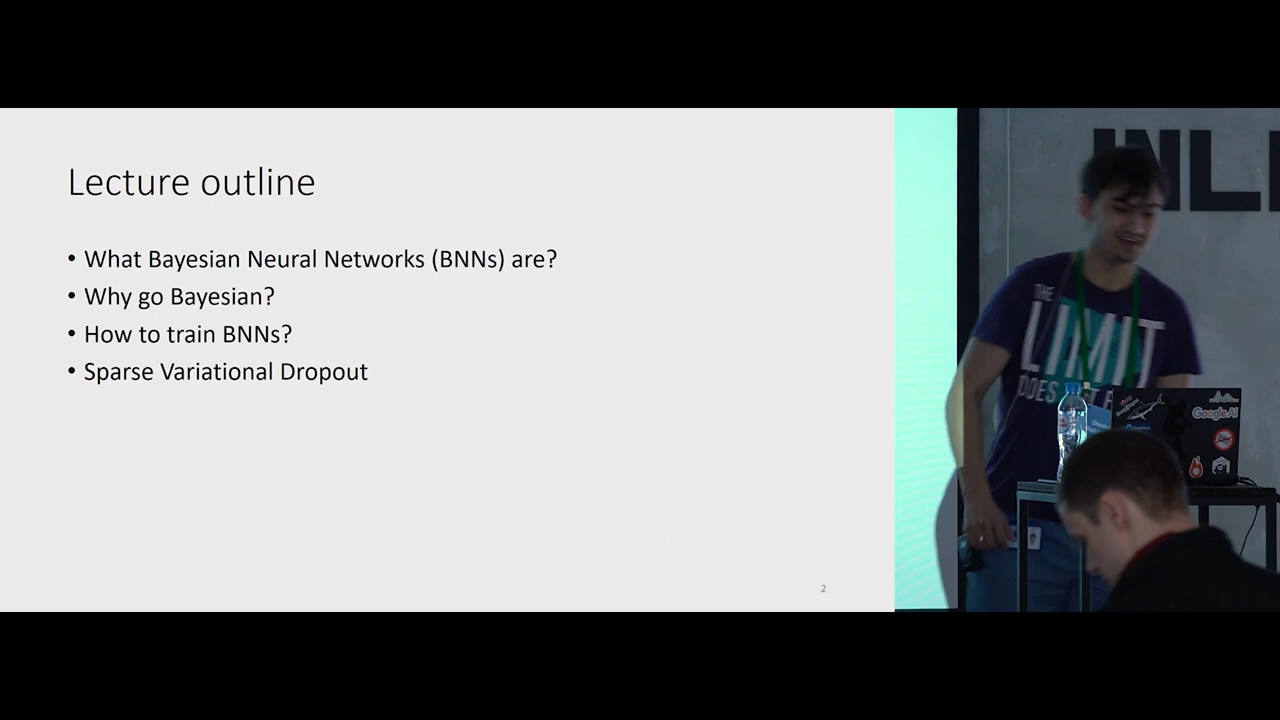 Lecture outline
• What Bayesian Neural Networks (BNNs) are?
• Why go Bayesian?
• How to train BNNs?
• Sparse Variational Dropout
2
INL
THE
LIMIT
DOES
Google AI